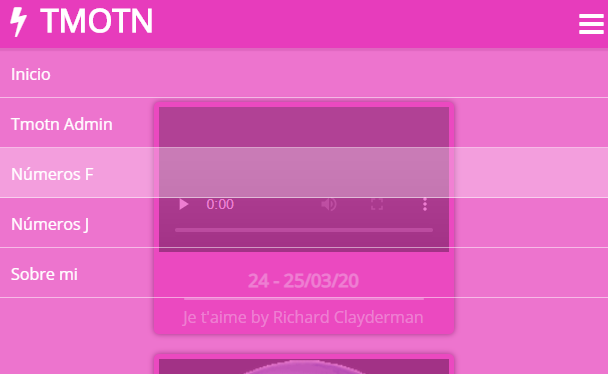 TMOTN
Inicio
Tmotn Admin
Números F
Números J
0:00
Sobre mi
24 - 25/03/20
Je t'aime by Richard Clayderman